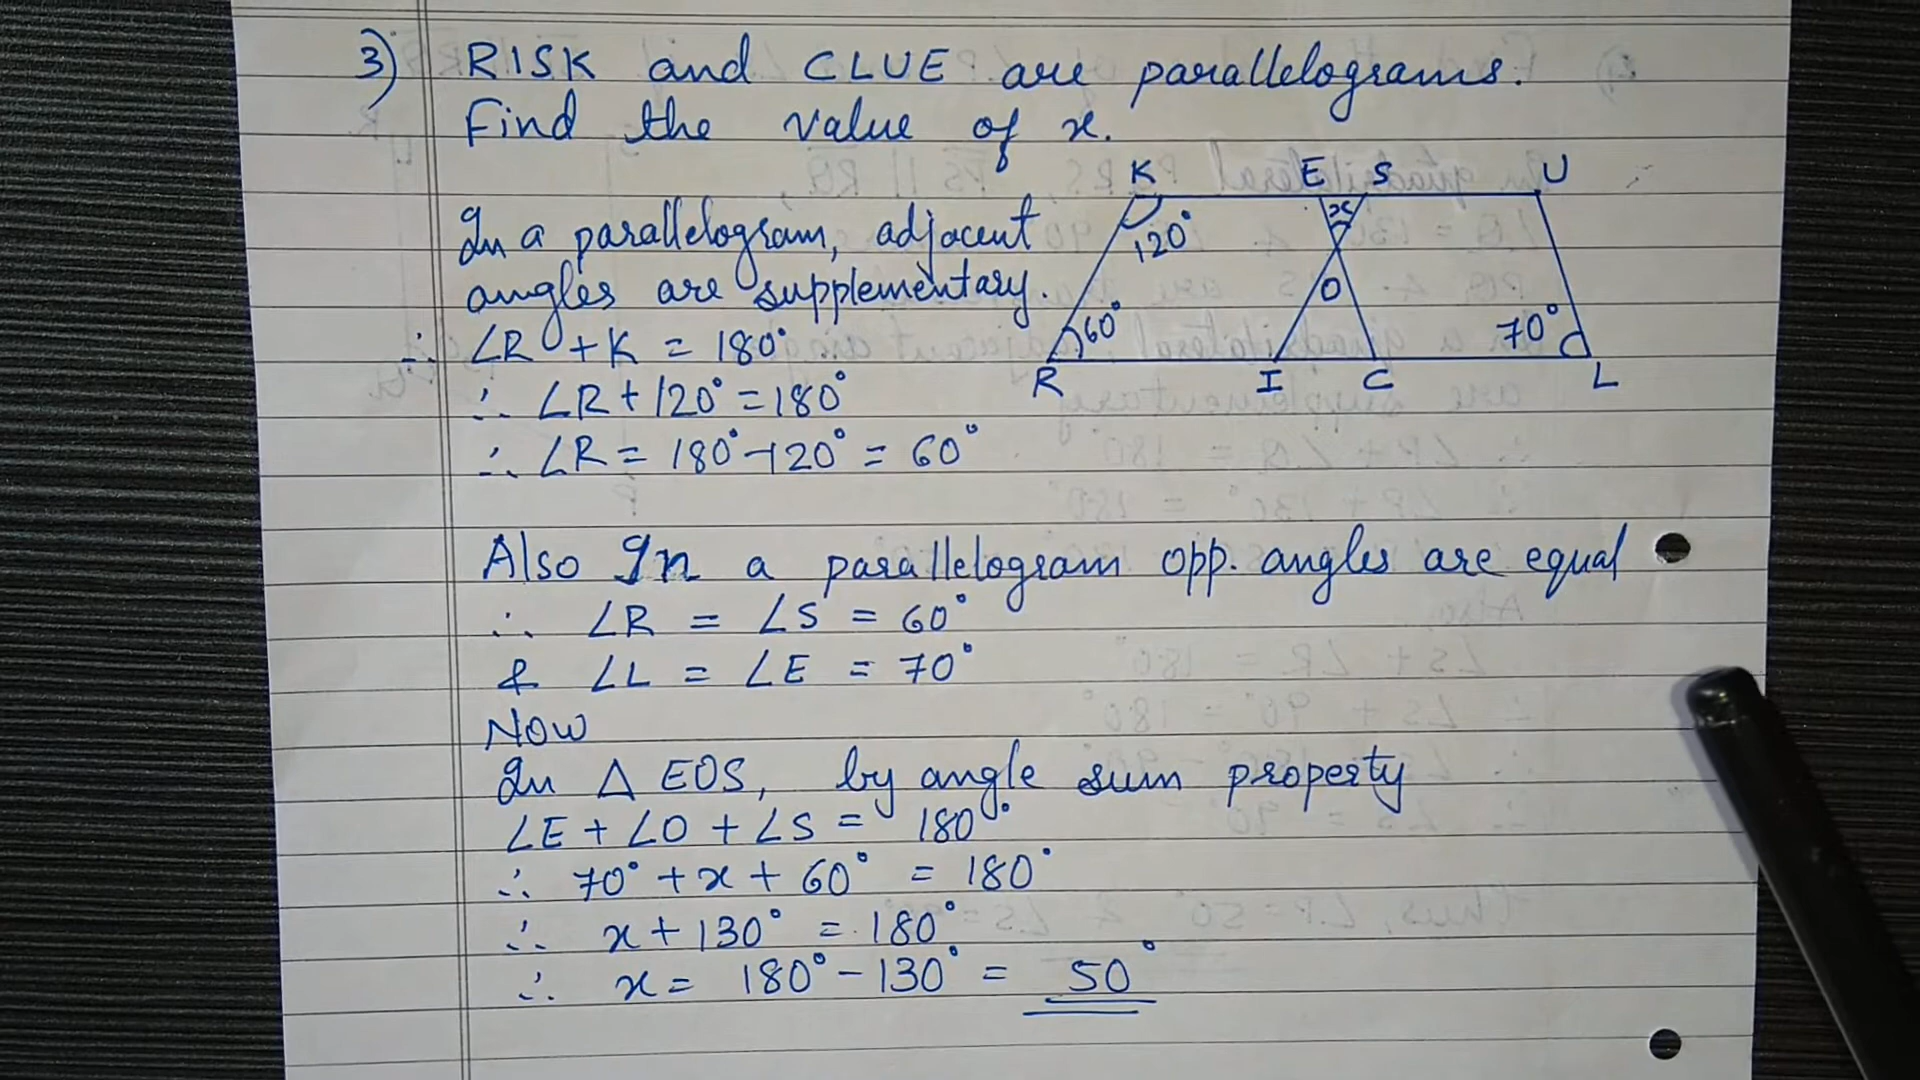 3) RISK and CLUE are parallelograms.
Find the value of x.
K E S U
x
120°
O
60°
70°
R I C L
In a parallelogram, adjacent
angles are supplementary.
∴ ∠R + K = 180°
∴ ∠R + 120° = 180°
∴ ∠R = 180° - 120° = 60°
Also In a parallelogram opp. angles are equal
∴ ∠R = ∠S = 60°
& ∠L = ∠E = 70°
Now
In △ EOS, by angle sum property
∠E + ∠O + ∠S = 180°
∴ 70° + x + 60° = 180°
∴ x + 130° = 180°
∴ x = 180° - 130° = 50°